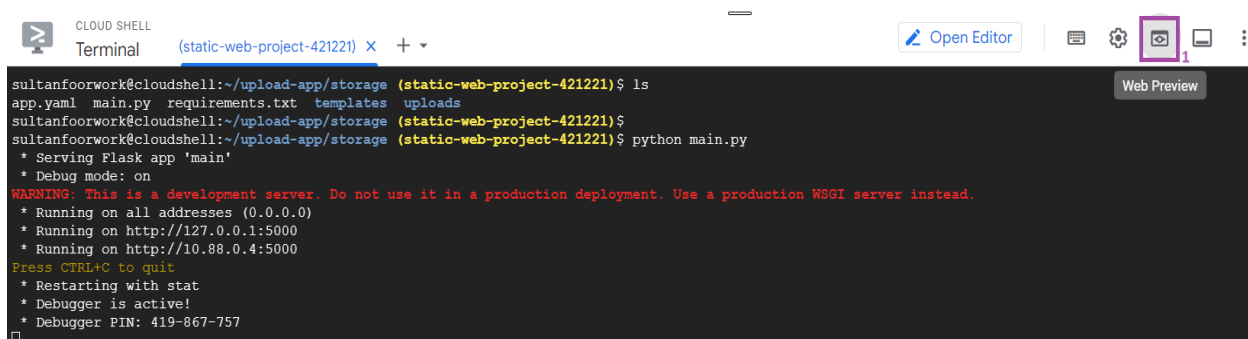 CLOUD SHELL
Terminal
(static-web-project-421221)
Open Editor
1
Web Preview
sultanfoorwork@cloudshell:~/upload-app/storage (static-web-project-421221)$ ls
app.yaml main.py requirements.txt templates uploads
sultanfoorwork@cloudshell:~/upload-app/storage (static-web-project-421221)$
sultanfoorwork@cloudshell:~/upload-app/storage (static-web-project-421221)$ python main.py
* Serving Flask app 'main'
* Debug mode: on
WARNING: This is a development server. Do not use it in a production deployment. Use a production WSGI server instead.
* Running on all addresses (0.0.0.0)
* Running on http://127.0.0.1:5000
* Running on http://10.88.0.4:5000
Press CTRL+C to quit
* Restarting with stat
* Debugger is active!
* Debugger PIN: 419-867-757